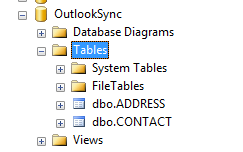 OutlookSync
Database Diagrams
Tables
System Tables
FileTables
dbo.ADDRESS
dbo.CONTACT
Views